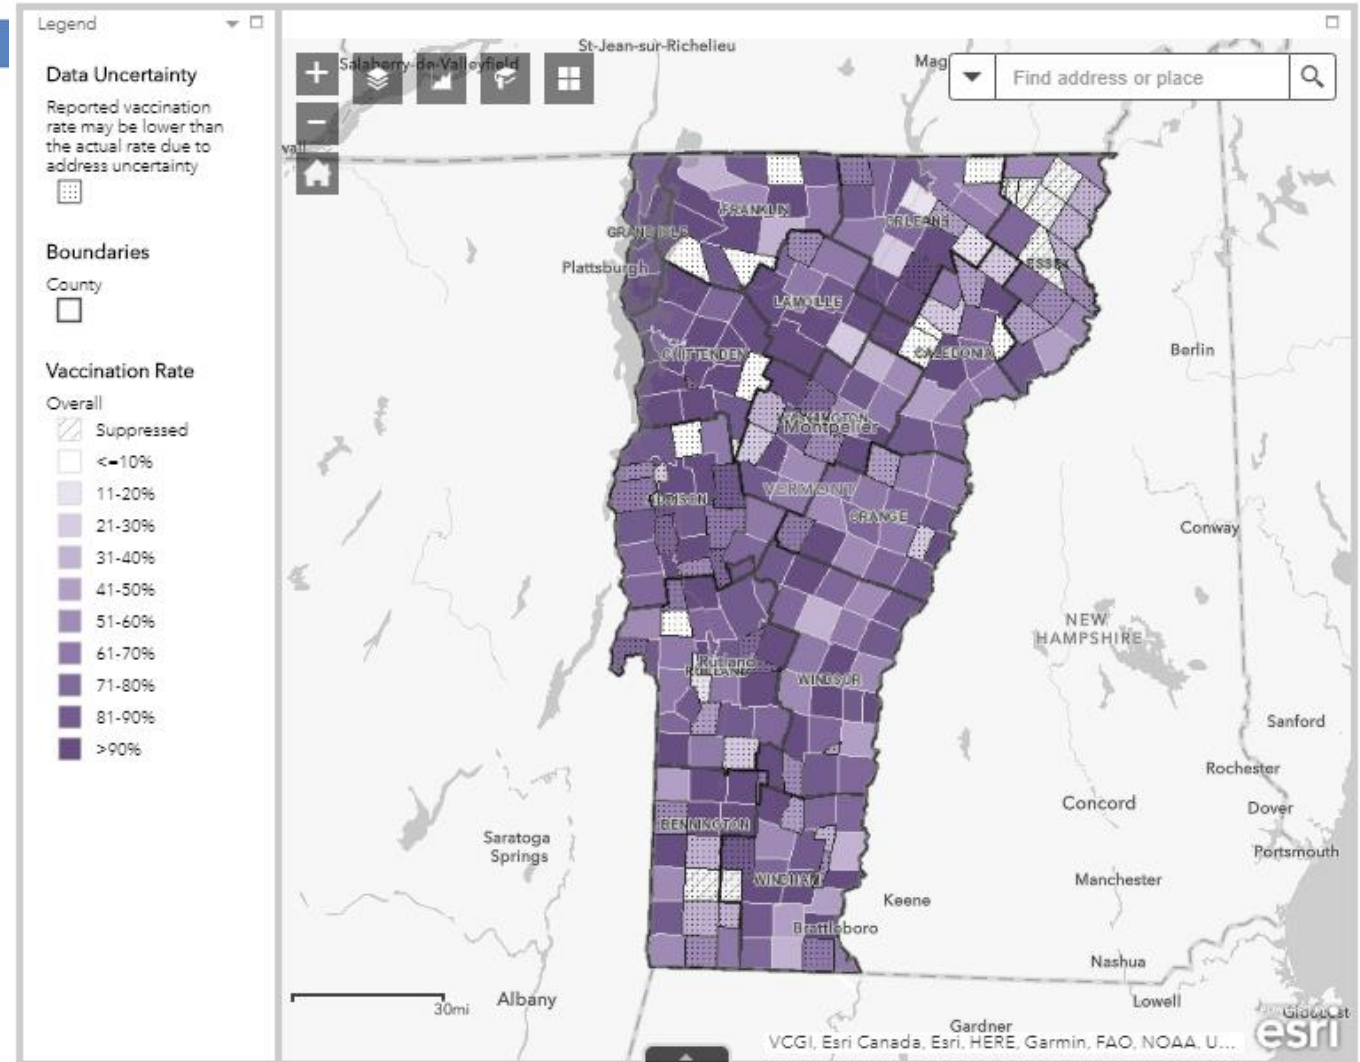 Legend
Data Uncertainty
Reported vaccination
rate may be lower than
the actual rate due to
address uncertainty
Boundaries
County
Vaccination Rate
Overall
Suppressed
<=10%
11-20%
21-30%
31-40%
41-50%
51-60%
61-70%
71-80%
81-90%
>90%
St-Jean-sur-Richelieu
Salaberry-de-Valleyfield
Mag
Find address or place
wall
FRANKLIN
ORLEANS
GRAND ISLE
Plattsburgh
ESSEX
LAMOILLE
CHITTENDEN
CALEDONIA
Berlin
WASHINGTON
Montpelier
VERMONT
ADDISON
ORANGE
Conway
NEW
HAMPSHIRE
Rutland
RUTLAND
WINDSOR
Sanford
Rochester
Concord
Dover
BENNINGTON
Saratoga
Springs
Portsmouth
WINDHAM
Manchester
Keene
Brattleboro
Nashua
30mi
Albany
Lowell
Gardner
VCGI, Esri Canada, Esri, HERE, Garmin, FAO, NOAA, U...
esri